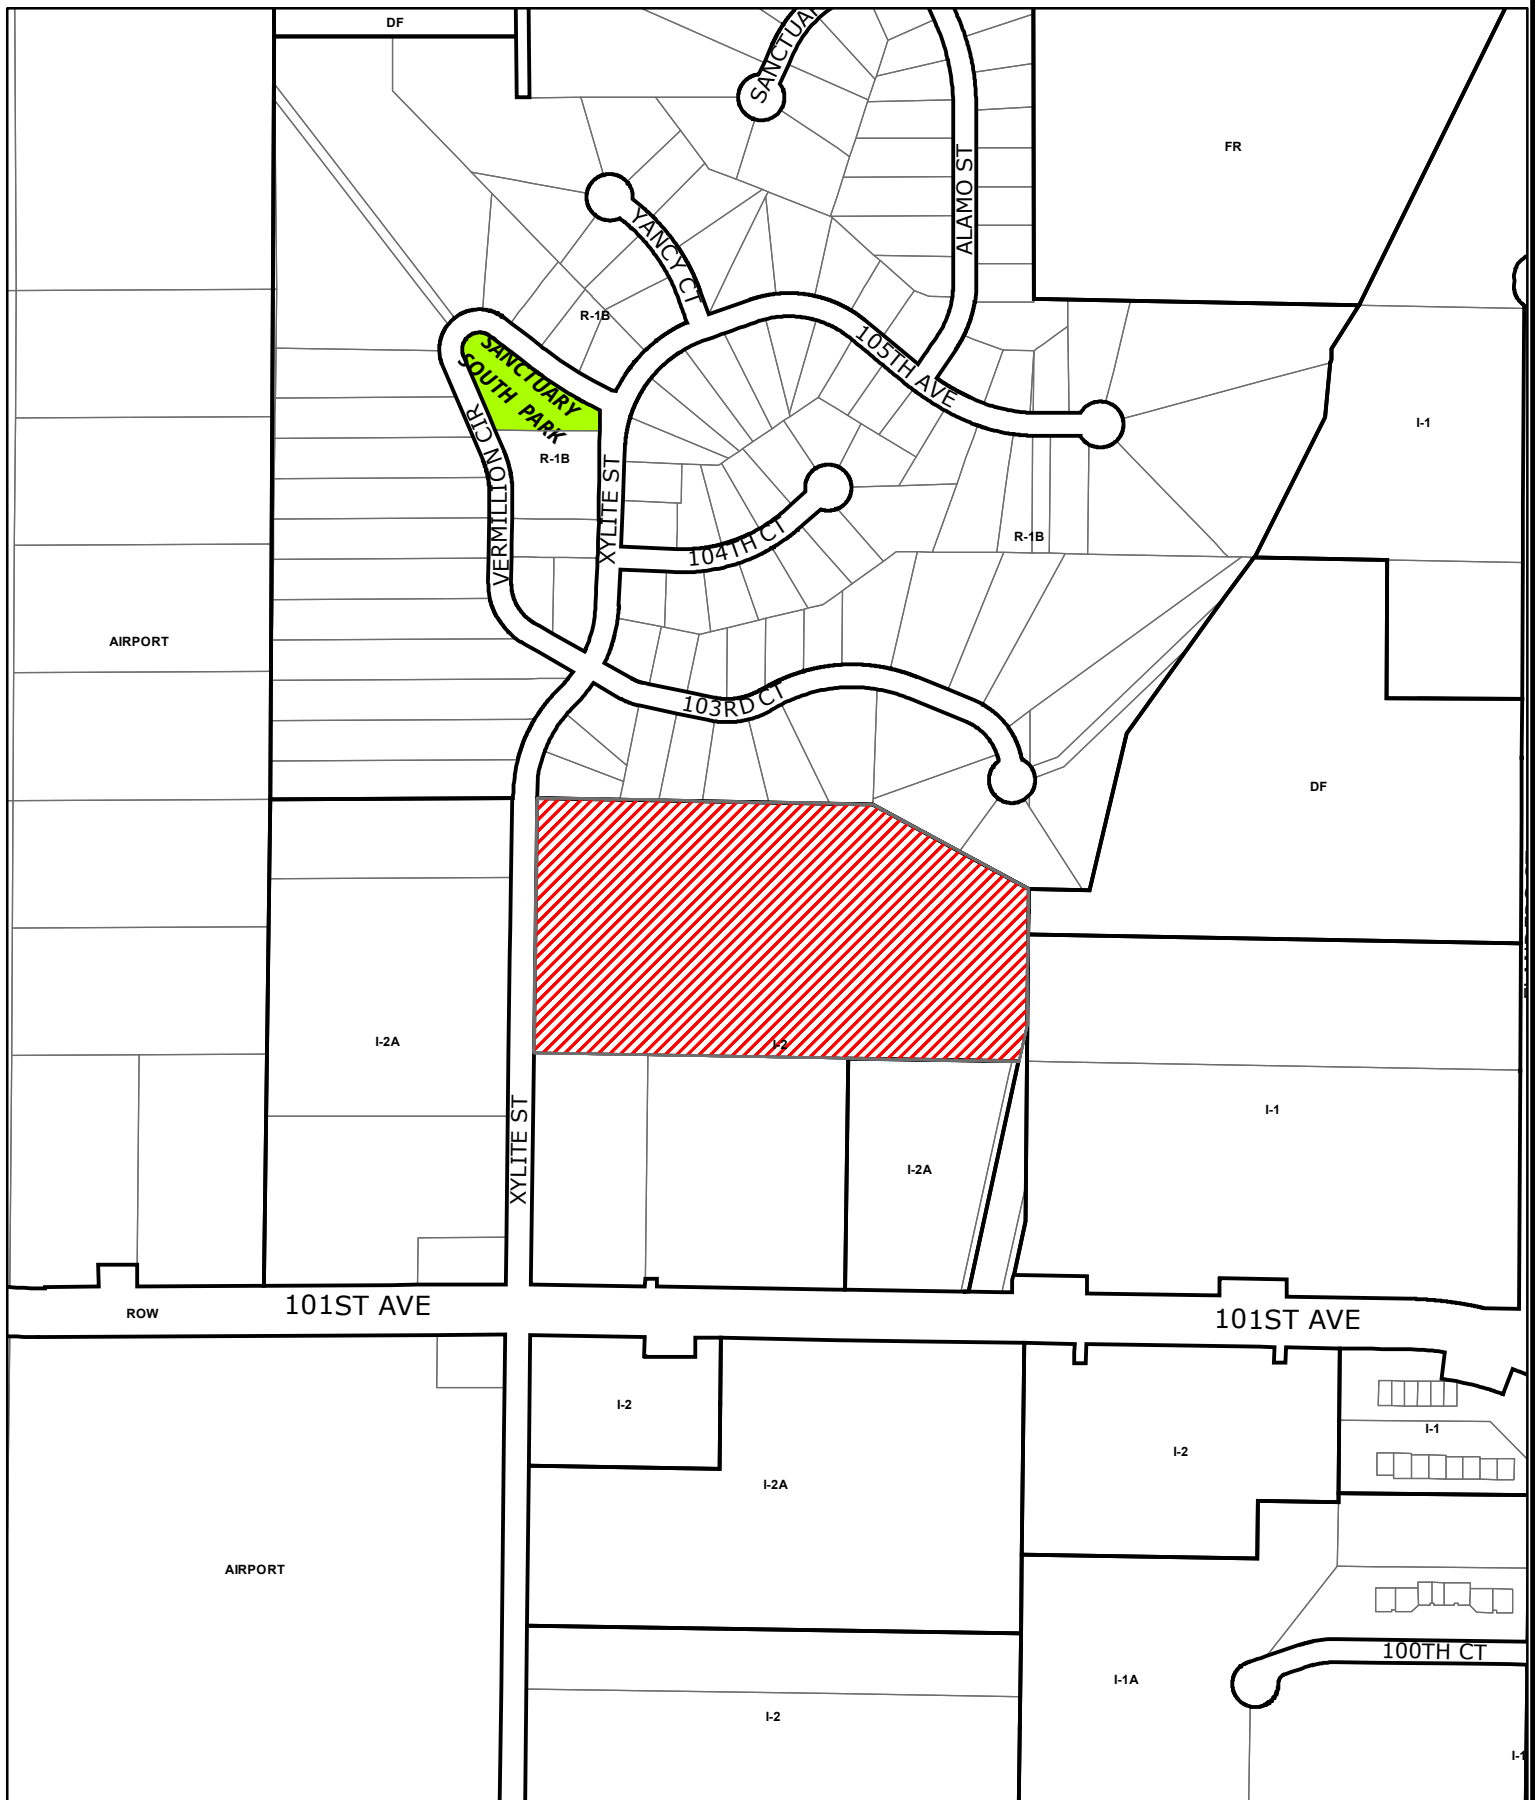 DF
SANCTUAR
FR
ALAMO ST
YANCY CT
R-1B
105TH AVE
SANCTUARY
SOUTH PARK
VERMILLION CIR
I-1
R-1B
XYLITE ST
104TH CT
R-1B
AIRPORT
103RD CT
DF
I-2A
I-2
XYLITE ST
I-1
I-2A
101ST AVE
ROW
101ST AVE
I-2
I-1
I-2
I-2A
AIRPORT
100TH CT
I-1A
I-2
I-1